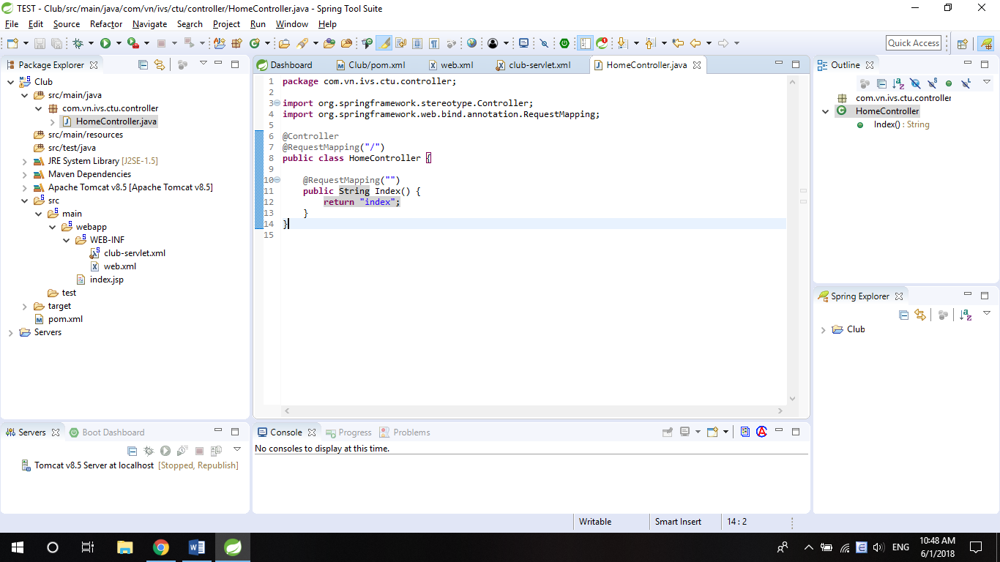 TEST - Club/src/main/java/com/vn/ivs/ctu/controller/HomeController.java - Spring Tool Suite
File Edit Source Refactor Navigate Search Project Run Window Help
Quick Access
Package Explorer
Club
src/main/java
com.vn.ivs.ctu.controller
HomeController.java
src/main/resources
src/test/java
JRE System Library [J2SE-1.5]
Maven Dependencies
Apache Tomcat v8.5 [Apache Tomcat v8.5]
src
main
webapp
WEB-INF
club-servlet.xml
web.xml
index.jsp
test
target
pom.xml
Servers
Dashboard Club/pom.xml web.xml club-servlet.xml HomeController.java
1 package com.vn.ivs.ctu.controller;
2
3 import org.springframework.stereotype.Controller;
4 import org.springframework.web.bind.annotation.RequestMapping;
5
6 @Controller
7 @RequestMapping("/")
8 public class HomeController {
9
10 @RequestMapping("")
11 public String Index() {
12 return "index";
13 }
14 }
15
Outline
com.vn.ivs.ctu.controller
HomeController
Index() : String
Spring Explorer
Club
Servers Boot Dashboard
Tomcat v8.5 Server at localhost [Stopped, Republish]
Console Progress Problems
No consoles to display at this time.
Writable Smart Insert 14 : 2
ENG
10:48 AM
6/1/2018